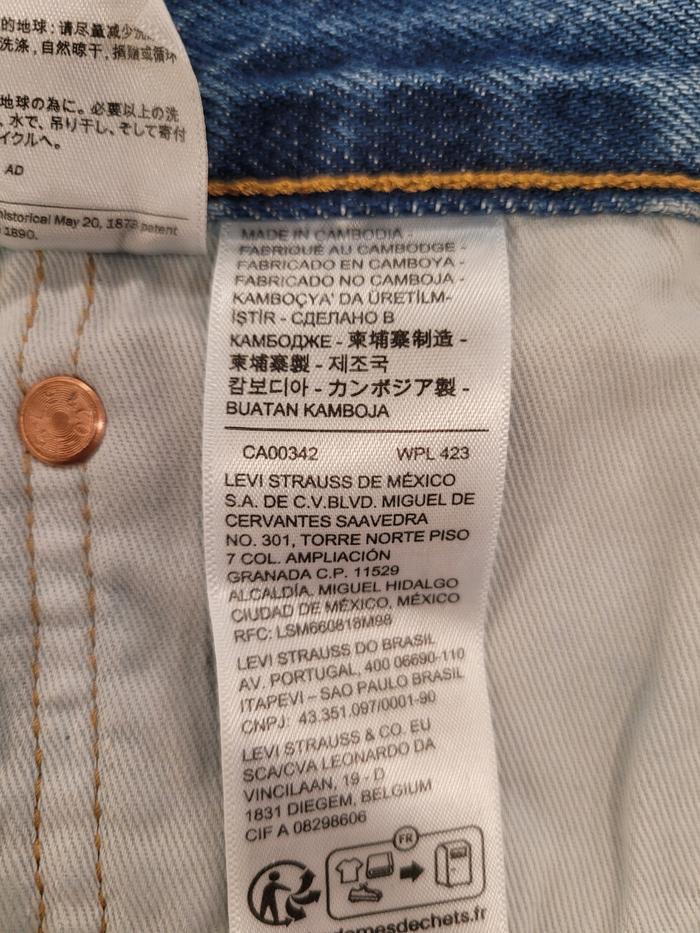 的地球：请尽量减少洗
洗涤，自然晾干，捐赠或循环
地球の為に。必要以上の洗
、水で、吊り干し、そして寄付
イクルへ。
AD
historical May 20, 1873 patent
1890.
MADE IN CAMBODIA -
FABRIQUÉ AU CAMBODGE -
FABRICADO EN CAMBOYA -
FABRICADO NO CAMBOJA -
KAMBOÇYA' DA ÜRETİLM-
İŞTİR - СДЕЛАНО В
КАМБОДЖЕ - 柬埔寨制造 -
柬埔寨製 - 제조국
캄보디아 - カンボジア製 -
BUATAN KAMBOJA
CA00342 WPL 423
LEVI STRAUSS DE MÉXICO
S.A. DE C.V.BLVD. MIGUEL DE
CERVANTES SAAVEDRA
NO. 301, TORRE NORTE PISO
7 COL. AMPLIACIÓN
GRANADA C.P. 11529
ALCALDÍA. MIGUEL HIDALGO
CIUDAD DE MÉXICO, MÉXICO
RFC: LSM660818M98
LEVI STRAUSS DO BRASIL
AV. PORTUGAL, 400 06690-110
ITAPEVI – SAO PAULO BRASIL
CNPJ: 43.351.097/0001-90
LEVI STRAUSS & CO. EU
SCA/CVA LEONARDO DA
VINCILAAN, 19 - D
1831 DIEGEM, BELGIUM
CIF A 08298606
FR
domesdechets.fr